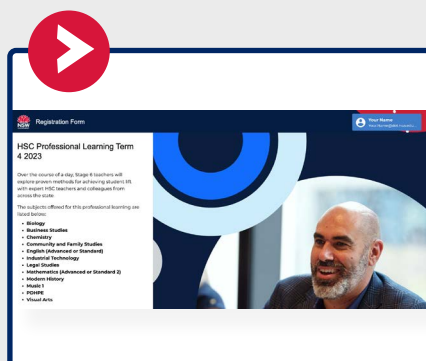 NSW
Registration Form
Your Name
HSC Professional Learning Term
4 2023
Over the course of a day, Stage 6 teachers will
explore proven methods for achieving student lift,
with expert HSC teachers and colleagues from
across the state.
The subjects offered for this professional learning are
listed below:
• Biology
• Business Studies
• Chemistry
• Community and Family Studies
• English (Advanced or Standard)
• Industrial Technology
• Legal Studies
• Mathematics (Advanced or Standard 2)
• Modern History
• Music 1
• PDHPE
• Visual Arts